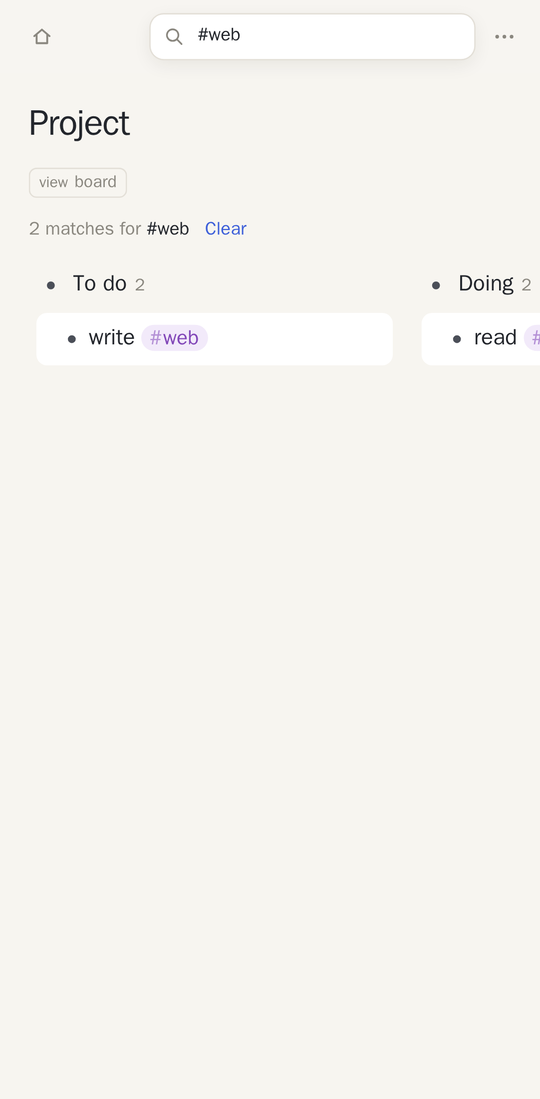 #web
Project
view board
2 matches for #web Clear
To do 2
Doing 2
write #web
read #